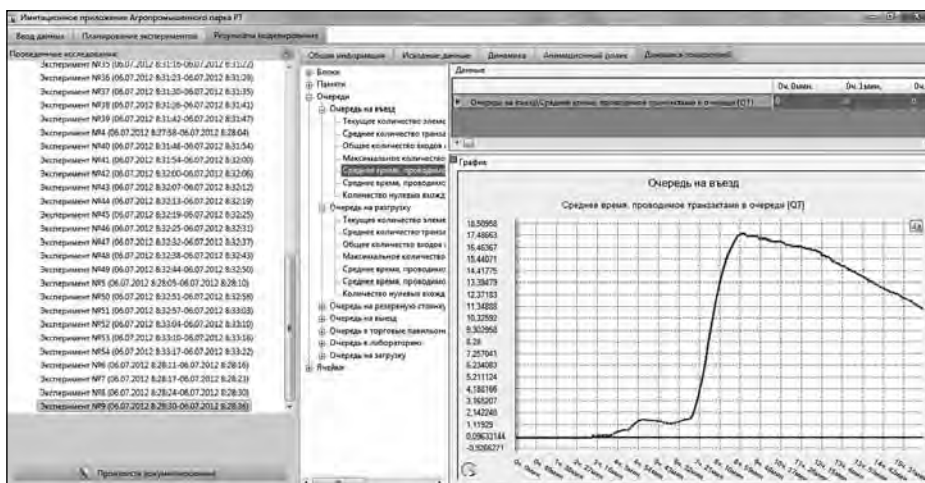 Имитационное приложение Агропромышленного парка РТ
Ввод данных Планирование экспериментов Результаты моделирования
Проведенные исследования:
Эксперимент №35 (06.07.2012 8:31:16-06.07.2012 8:31:22)
Эксперимент №36 (06.07.2012 8:31:23-06.07.2012 8:31:29)
Эксперимент №37 (06.07.2012 8:31:30-06.07.2012 8:31:35)
Эксперимент №38 (06.07.2012 8:31:36-06.07.2012 8:31:41)
Эксперимент №39 (06.07.2012 8:31:42-06.07.2012 8:31:47)
Эксперимент №4 (06.07.2012 8:27:58-06.07.2012 8:28:04)
Эксперимент №40 (06.07.2012 8:31:48-06.07.2012 8:31:54)
Эксперимент №41 (06.07.2012 8:31:54-06.07.2012 8:32:00)
Эксперимент №42 (06.07.2012 8:32:00-06.07.2012 8:32:06)
Эксперимент №43 (06.07.2012 8:32:07-06.07.2012 8:32:12)
Эксперимент №44 (06.07.2012 8:32:13-06.07.2012 8:32:19)
Эксперимент №45 (06.07.2012 8:32:19-06.07.2012 8:32:25)
Эксперимент №46 (06.07.2012 8:32:25-06.07.2012 8:32:31)
Эксперимент №47 (06.07.2012 8:32:32-06.07.2012 8:32:37)
Эксперимент №48 (06.07.2012 8:32:38-06.07.2012 8:32:43)
Эксперимент №49 (06.07.2012 8:32:44-06.07.2012 8:32:50)
Эксперимент №5 (06.07.2012 8:28:05-06.07.2012 8:28:10)
Эксперимент №50 (06.07.2012 8:32:51-06.07.2012 8:32:56)
Эксперимент №51 (06.07.2012 8:32:57-06.07.2012 8:33:03)
Эксперимент №52 (06.07.2012 8:33:04-06.07.2012 8:33:10)
Эксперимент №53 (06.07.2012 8:33:10-06.07.2012 8:33:16)
Эксперимент №54 (06.07.2012 8:33:17-06.07.2012 8:33:22)
Эксперимент №6 (06.07.2012 8:28:11-06.07.2012 8:28:16)
Эксперимент №7 (06.07.2012 8:28:17-06.07.2012 8:28:23)
Эксперимент №8 (06.07.2012 8:28:24-06.07.2012 8:28:30)
Эксперимент №9 (06.07.2012 8:28:30-06.07.2012 8:28:36)
Произвести документирование
Общая информация Исходные данные Динамика Анимационный ролик Динамика показателей
Блоки
Памяти
Очереди
Очередь на въезд
Текущее количество элеме
Среднее количество транза
Общее количество входов
Максимальное количество
Среднее время, проводимо
Среднее время, проводимо
Количество нулевых вхожд
Очередь на разгрузку
Текущее количество элеме
Среднее количество транза
Общее количество входов
Максимальное количество
Среднее время, проводимо
Среднее время, проводимо
Количество нулевых вхожд
Очередь на резервную стоянку
Очередь на выезд
Очередь в торговые павильоны
Очередь в лабораторию
Очередь на загрузку
Ячейки
Данные
0ч. 0мин. 0ч. 1мин. 0ч.
Очередь на въезд\Среднее время, проводимое транзактами в очереди (QT) 0
График
Очередь на въезд
Среднее время, проводимое транзактами в очереди (QT)
18,50958
17,48663
16,46367
15,44071
14,41775
13,39479
12,37183
11,34888
10,32592
9,302958
8,28
7,257041
6,234083
5,211124
4,188166
3,165207
2,142248
1,11929
0,09633144
-0,9266271